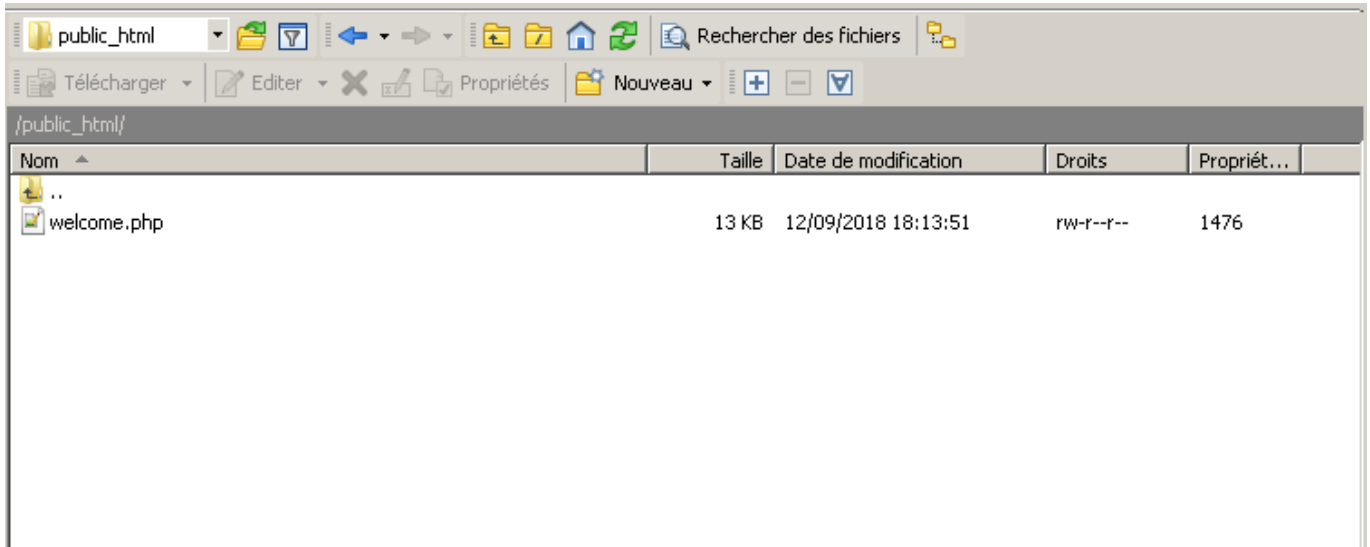 public_html Rechercher des fichiers
Télécharger Editer Propriétés Nouveau
/public_html/
Nom Taille Date de modification Droits Propriét...
..
welcome.php 13 KB 12/09/2018 18:13:51 rw-r--r-- 1476